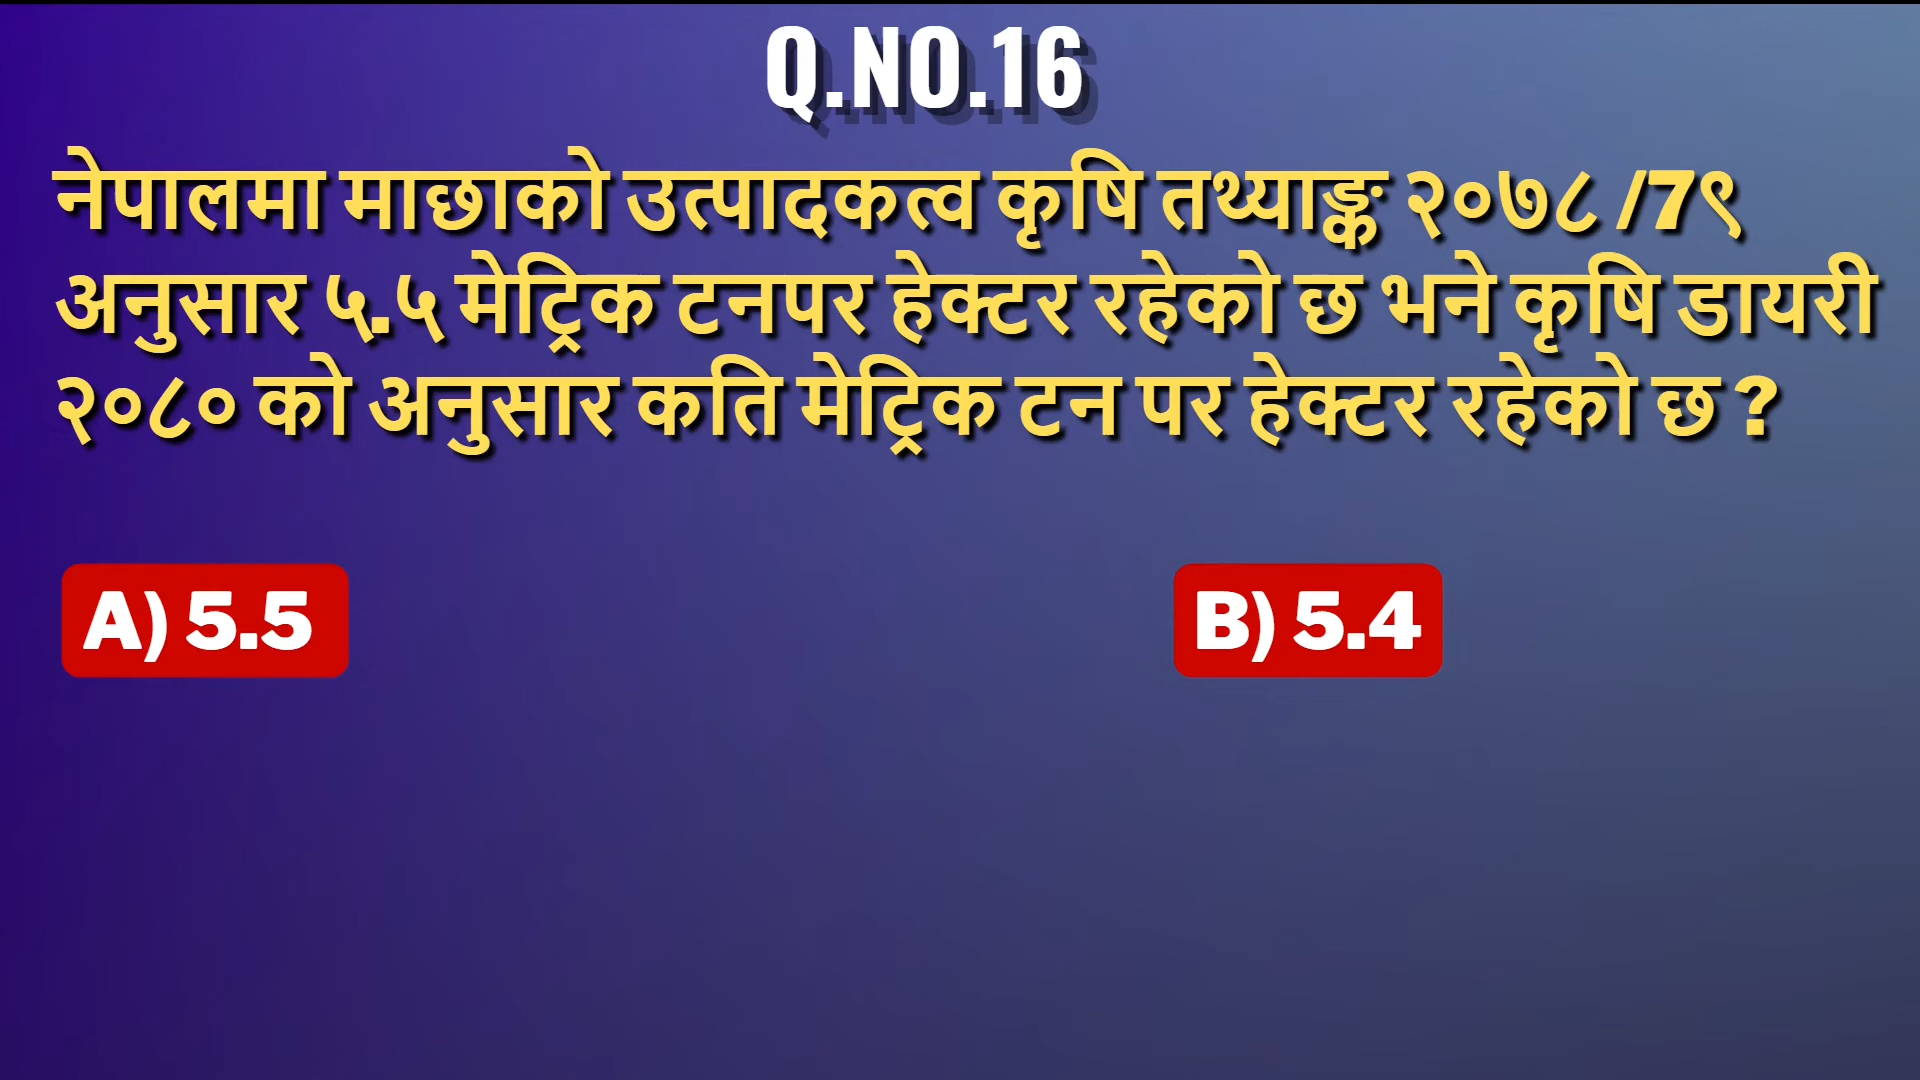 Q.NO.16
नेपालमा माछाको उत्पादकत्व कृषि तथ्याङ्क २०७८ /7९
अनुसार ५.५ मेट्रिक टनपर हेक्टर रहेको छ भने कृषि डायरी
२०८० को अनुसार कति मेट्रिक टन पर हेक्टर रहेको छ ?
A) 5.5
B) 5.4